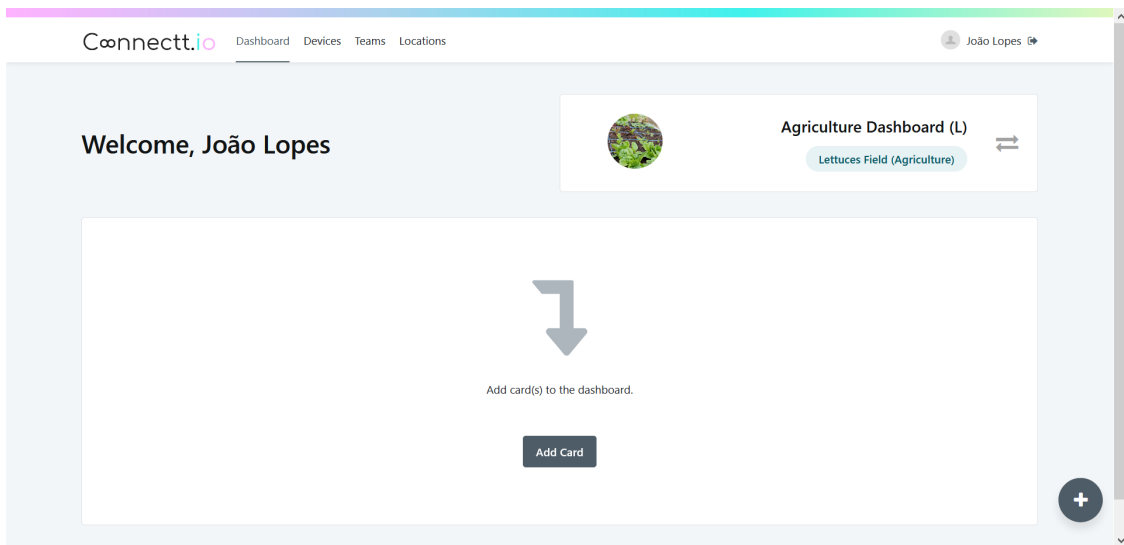 Connectt.io
Dashboard Devices Teams Locations
João Lopes
Welcome, João Lopes
Agriculture Dashboard (L)
Lettuces Field (Agriculture)
Add card(s) to the dashboard.
Add Card